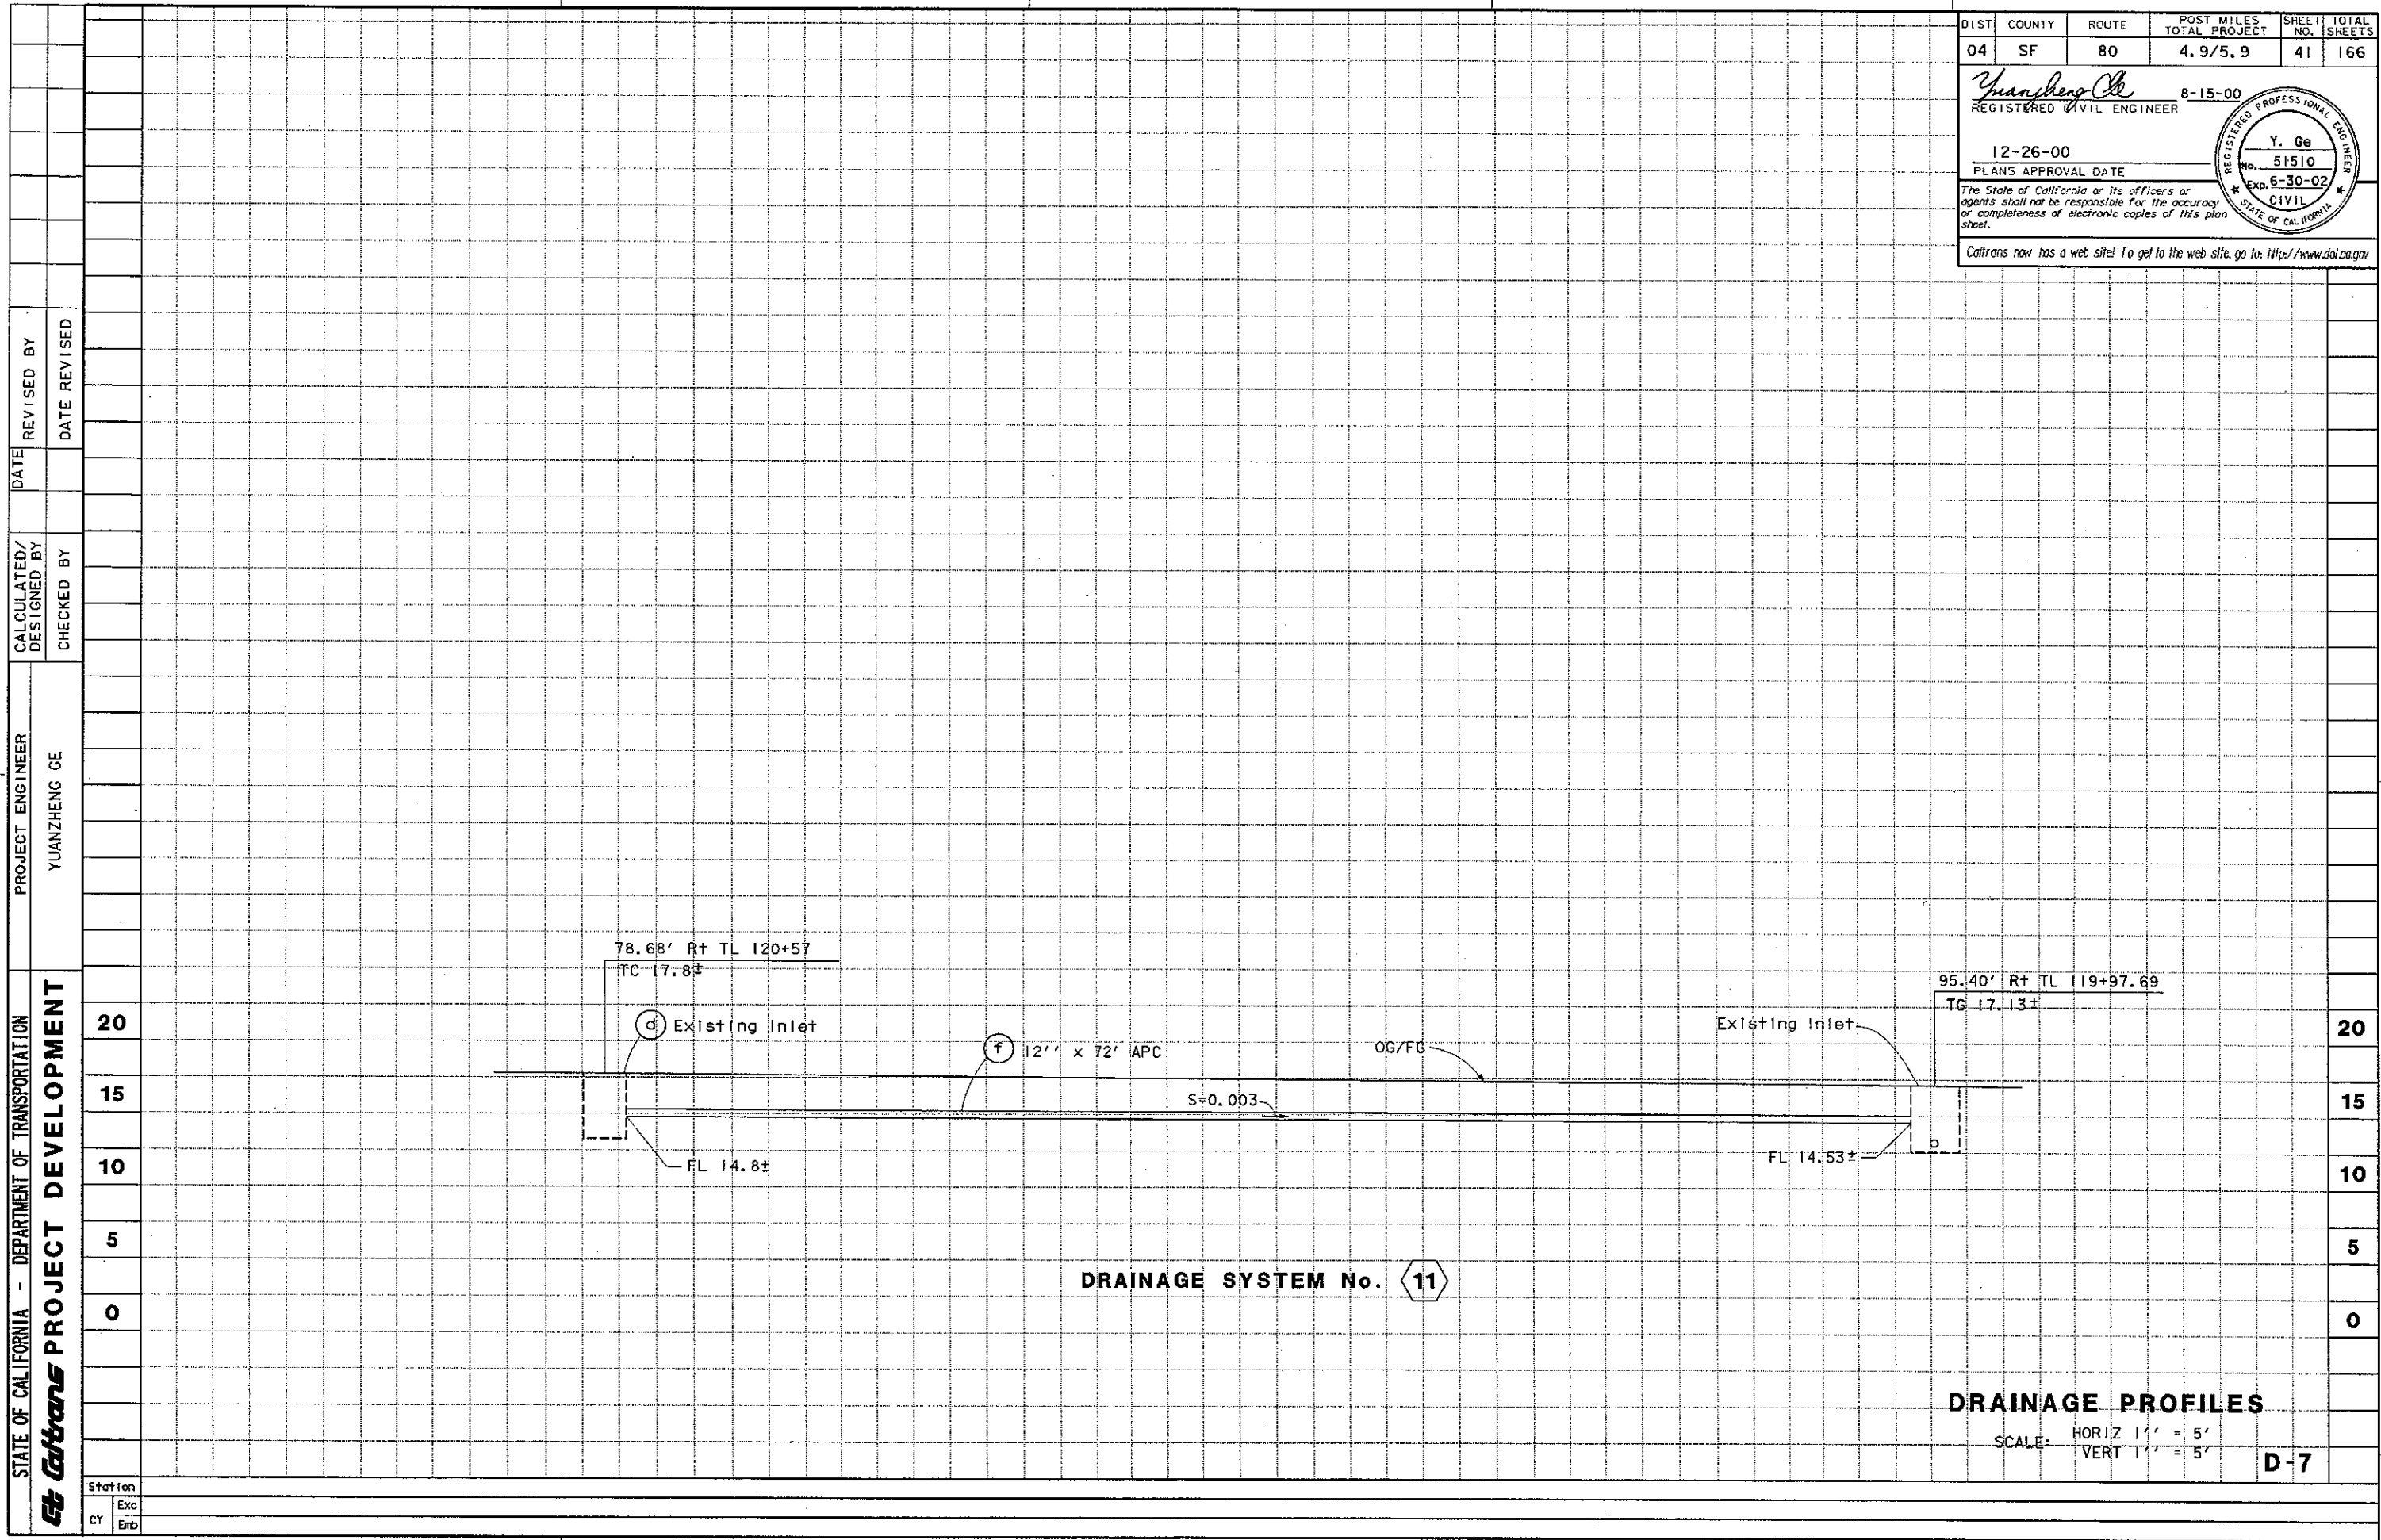 DIST COUNTY ROUTE POST MILES TOTAL PROJECT SHEET NO. TOTAL SHEETS
04 SF 80 4.9/5.9 41 166
8-15-00
REGISTERED CIVIL ENGINEER
12-26-00
PLANS APPROVAL DATE
REGISTERED PROFESSIONAL ENGINEER
Y. Ge
No. 51510
Exp. 6-30-02
CIVIL
STATE OF CALIFORNIA
The State of California or its officers or
agents shall not be responsible for the accuracy
or completeness of electronic copies of this plan
sheet.
Caltrans now has a web site! To get to the web site, go to: http://www.dot.ca.gov
REVISED BY
DATE REVISED
DATE
CALCULATED/
DESIGNED BY
CHECKED BY
PROJECT ENGINEER
YUANZHENG GE
STATE OF CALIFORNIA - DEPARTMENT OF TRANSPORTATION
Caltrans PROJECT DEVELOPMENT
78.68' Rt TL 120+57
TC 17.8±
95.40' Rt TL 119+97.69
TG 17.13±
d Existing Inlet
Existing Inlet
f 12'' x 72' APC
OG/FG
S=0.003
FL 14.8±
FL 14.53±
20
15
10
5
0
20
15
10
5
0
DRAINAGE SYSTEM No. 11
DRAINAGE PROFILES
SCALE: HORIZ 1'' = 5'
VERT 1'' = 5'
D-7
Station
CY
Exc
Emb